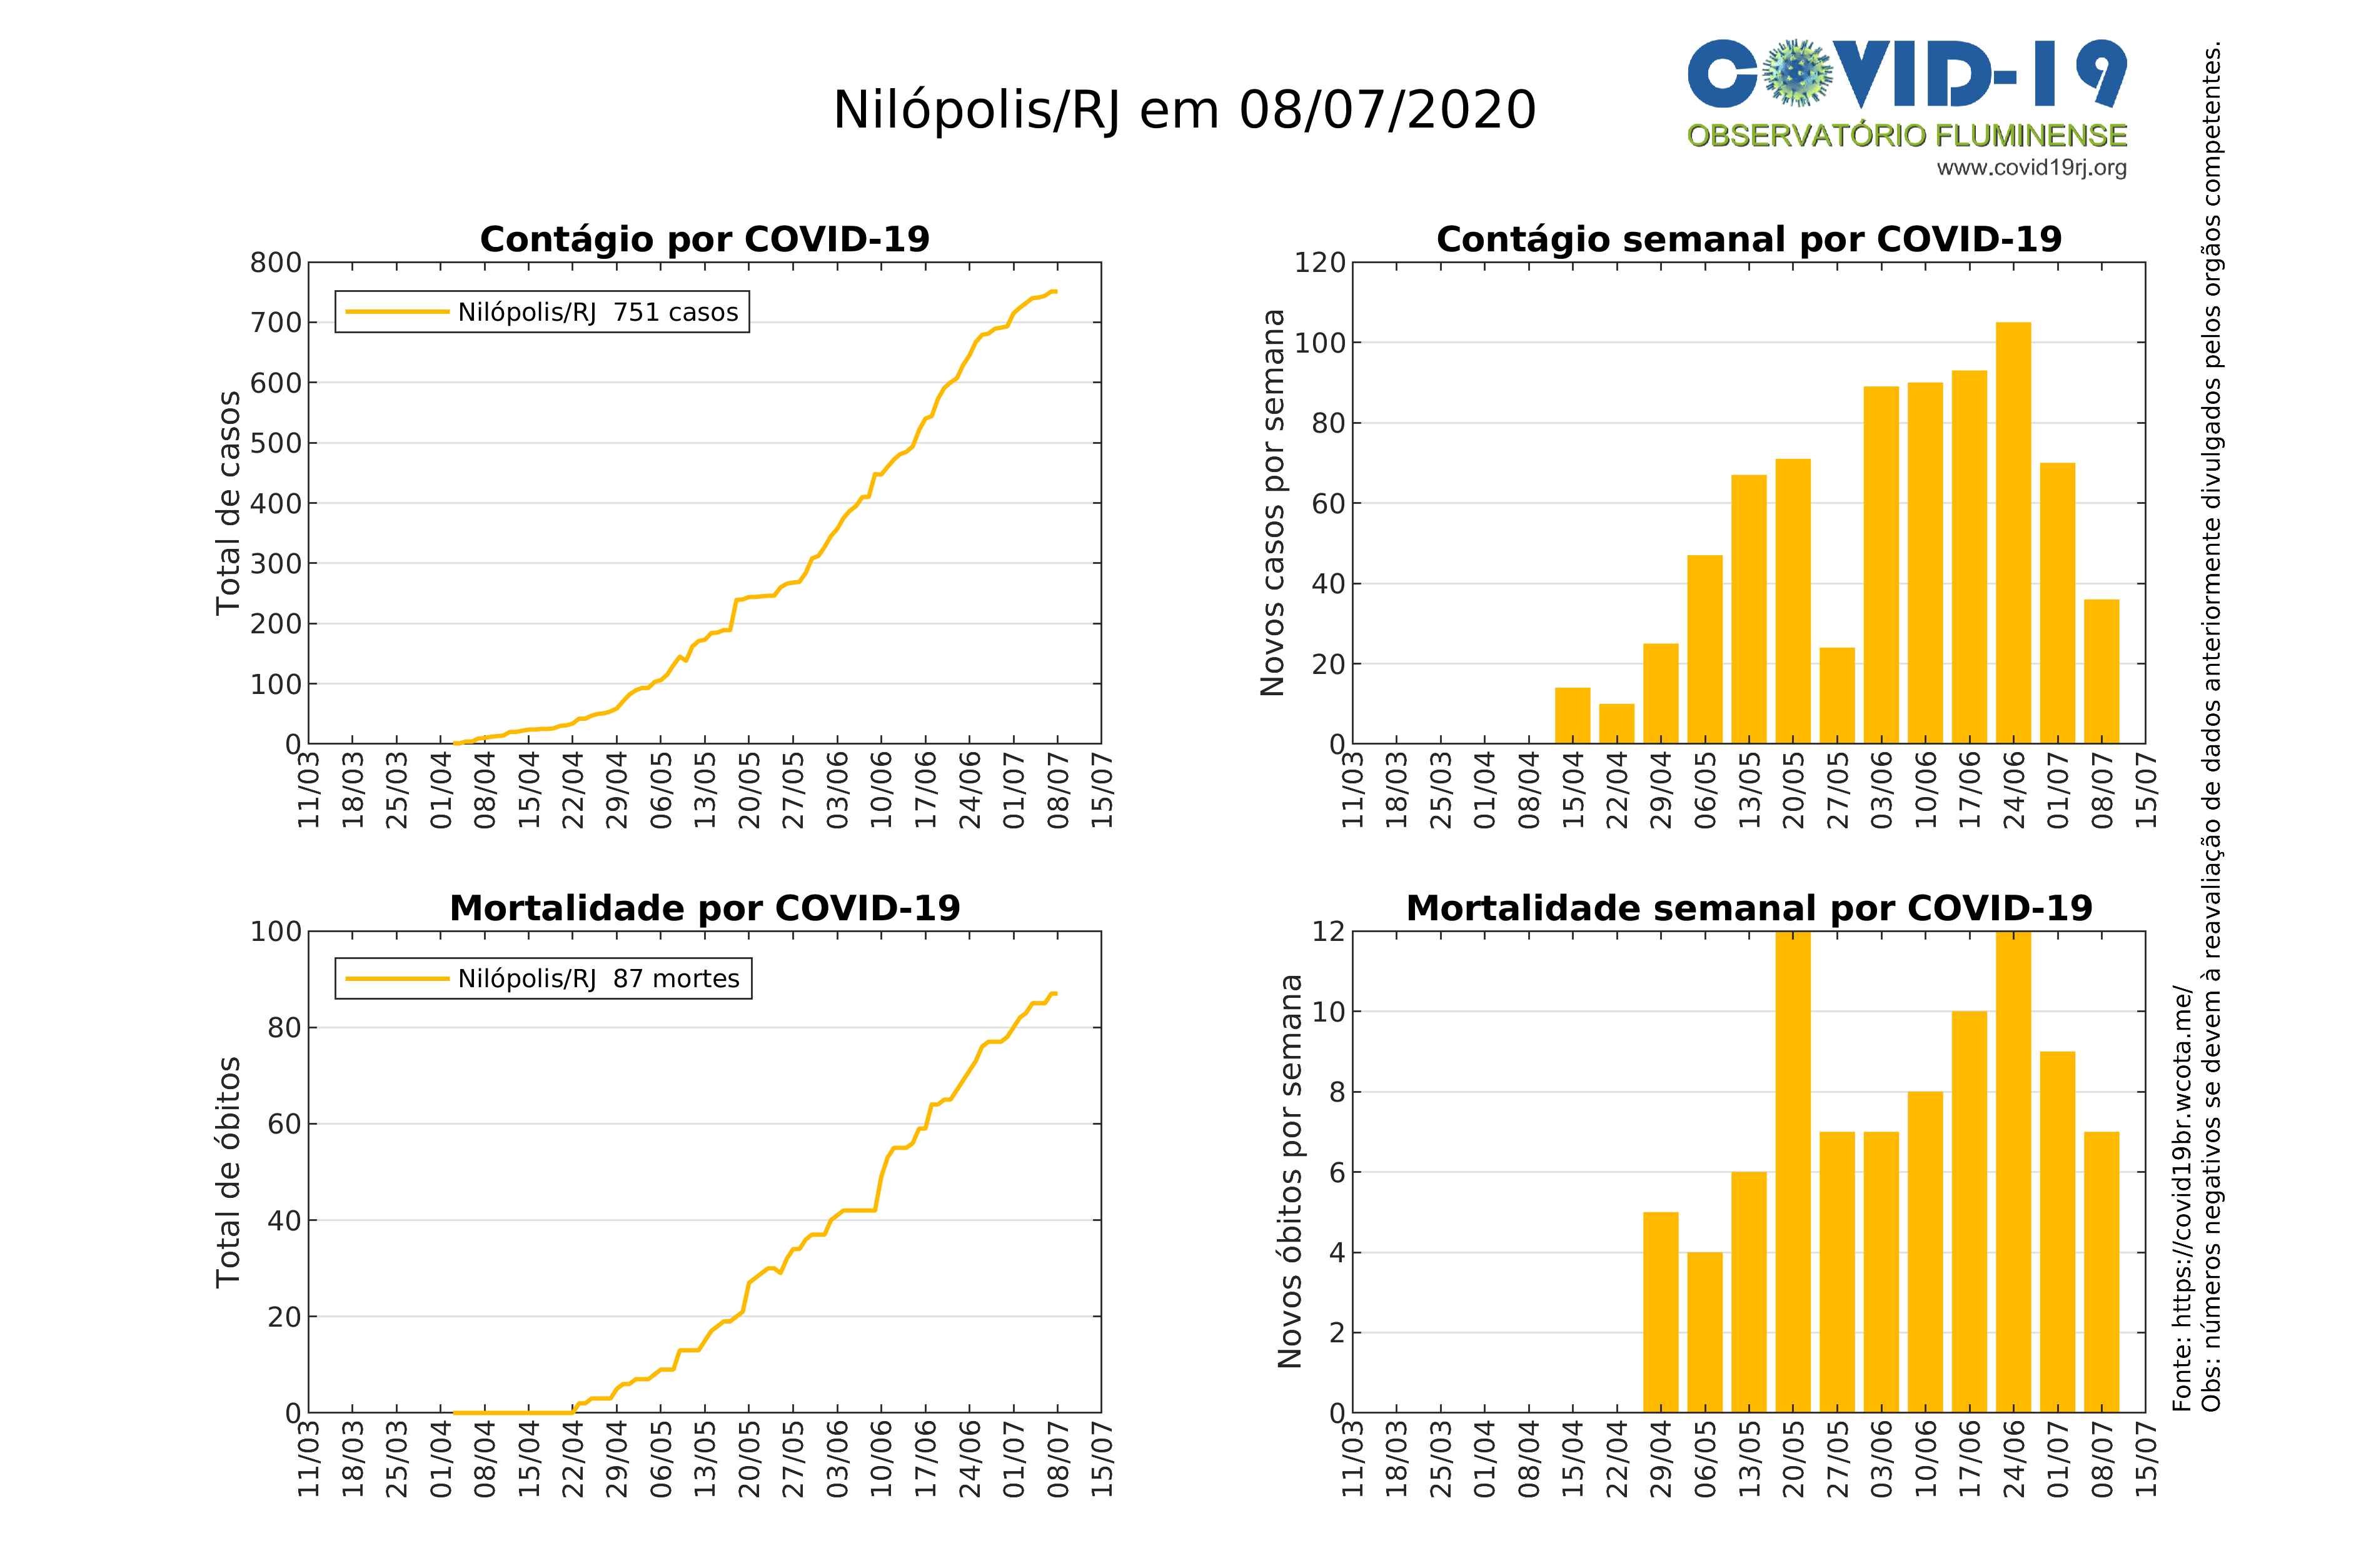 Nilópolis/RJ em 08/07/2020
COVID-19
OBSERVATÓRIO FLUMINENSE
www.covid19rj.org
Contágio por COVID-19
Total de casos
800
700
600
500
400
300
200
100
0
Nilópolis/RJ 751 casos
11/03 18/03 25/03 01/04 08/04 15/04 22/04 29/04 06/05 13/05 20/05 27/05 03/06 10/06 17/06 24/06 01/07 08/07 15/07
Contágio semanal por COVID-19
Novos casos por semana
120
100
80
60
40
20
0
11/03 18/03 25/03 01/04 08/04 15/04 22/04 29/04 06/05 13/05 20/05 27/05 03/06 10/06 17/06 24/06 01/07 08/07 15/07
Mortalidade por COVID-19
Total de óbitos
100
80
60
40
20
0
Nilópolis/RJ 87 mortes
11/03 18/03 25/03 01/04 08/04 15/04 22/04 29/04 06/05 13/05 20/05 27/05 03/06 10/06 17/06 24/06 01/07 08/07 15/07
Mortalidade semanal por COVID-19
Novos óbitos por semana
12
10
8
6
4
2
0
11/03 18/03 25/03 01/04 08/04 15/04 22/04 29/04 06/05 13/05 20/05 27/05 03/06 10/06 17/06 24/06 01/07 08/07 15/07
Fonte: https://covid19br.wcota.me/
Obs: números negativos se devem à reavaliação de dados anteriormente divulgados pelos orgãos competentes.